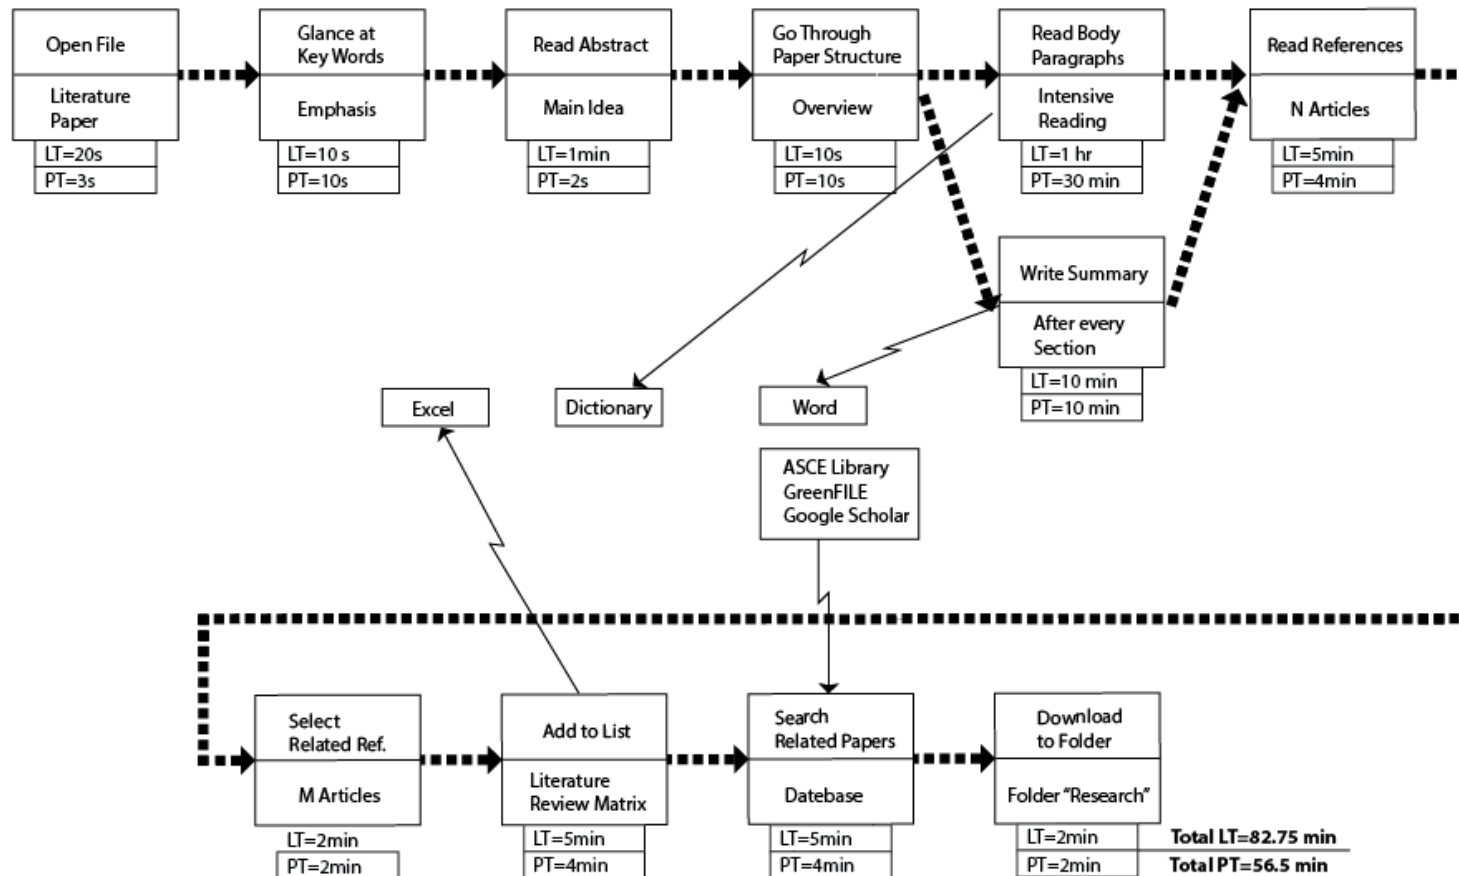 Open File
Literature
Paper
LT=20s
PT=3s
Glance at
Key Words
Emphasis
LT=10 s
PT=10s
Read Abstract
Main Idea
LT=1min
PT=2s
Go Through
Paper Structure
Overview
LT=10s
PT=10s
Read Body
Paragraphs
Intensive
Reading
LT=1 hr
PT=30 min
Read References
N Articles
LT=5min
PT=4min
Write Summary
After every
Section
LT=10 min
PT=10 min
Excel
Dictionary
Word
ASCE Library
GreenFILE
Google Scholar
Select
Related Ref.
M Articles
LT=2min
PT=2min
Add to List
Literature
Review Matrix
LT=5min
PT=4min
Search
Related Papers
Datebase
LT=5min
PT=4min
Download
to Folder
Folder "Research"
LT=2min
PT=2min
Total LT=82.75 min
Total PT=56.5 min